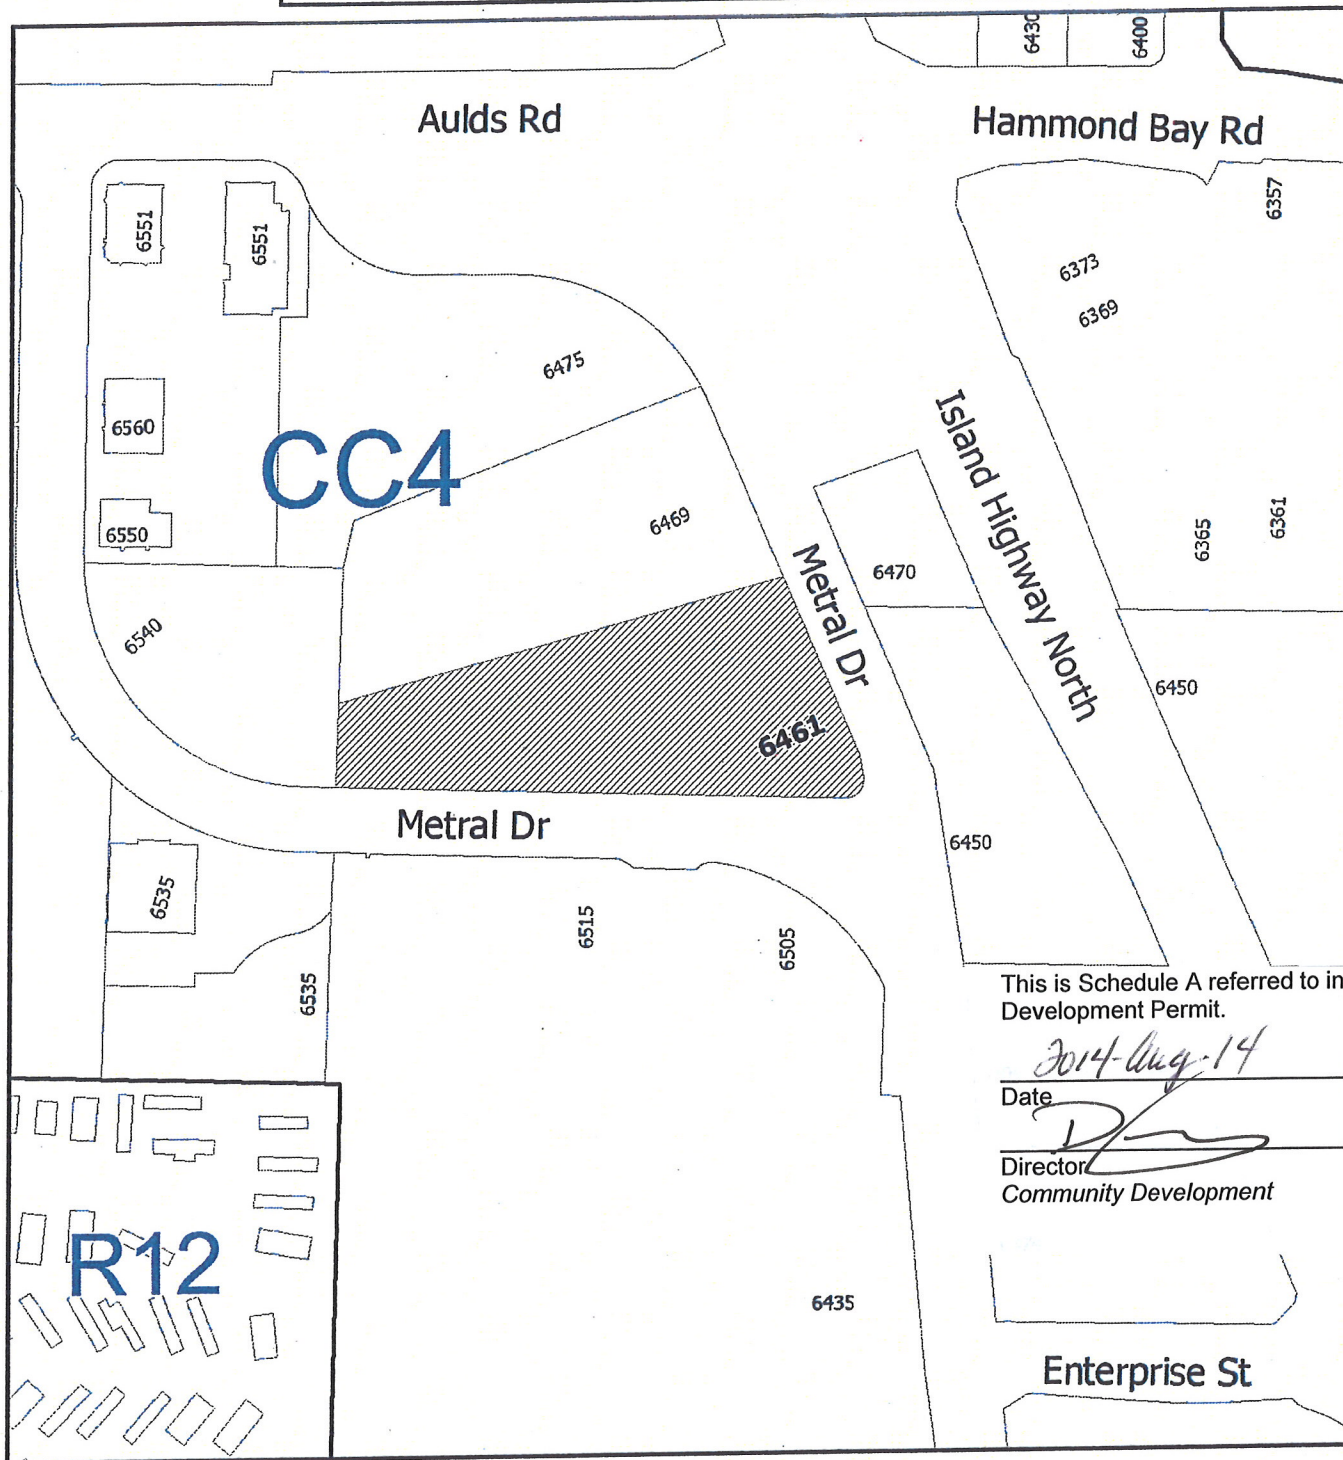 6430
6400
Aulds Rd
Hammond Bay Rd
6357
6551
6551
6373
6369
6475
6560
CC4
Island Highway North
6469
6365
6361
6550
Metral Dr
6470
6540
6450
6461
Metral Dr
6450
6535
6515
6505
6535
This is Schedule A referred to in
Development Permit.
2014-Aug-14
Date
Director
Community Development
R12
6435
Enterprise St